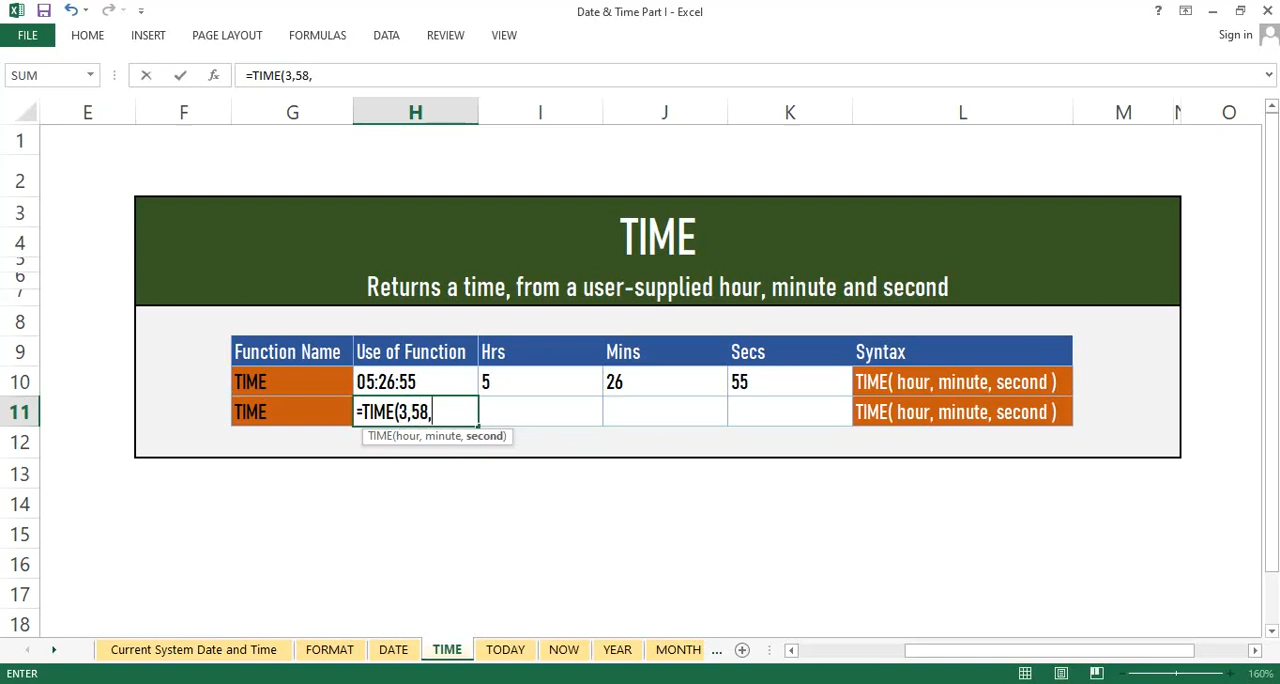 Date & Time Part I - Excel
?
FILE HOME INSERT PAGE LAYOUT FORMULAS DATA REVIEW VIEW Sign in
SUM fx =TIME(3,58,
E F G H I J K L M N O
1
2
3
4
TIME
5
6
7
Returns a time, from a user-supplied hour, minute and second
8
9 Function Name Use of Function Hrs Mins Secs Syntax
10 TIME 05:26:55 5 26 55 TIME( hour, minute, second )
11 TIME =TIME(3,58, TIME( hour, minute, second )
TIME(hour, minute, second)
12
13
14
15
16
17
18
Current System Date and Time FORMAT DATE TIME TODAY NOW YEAR MONTH ...
ENTER 160%